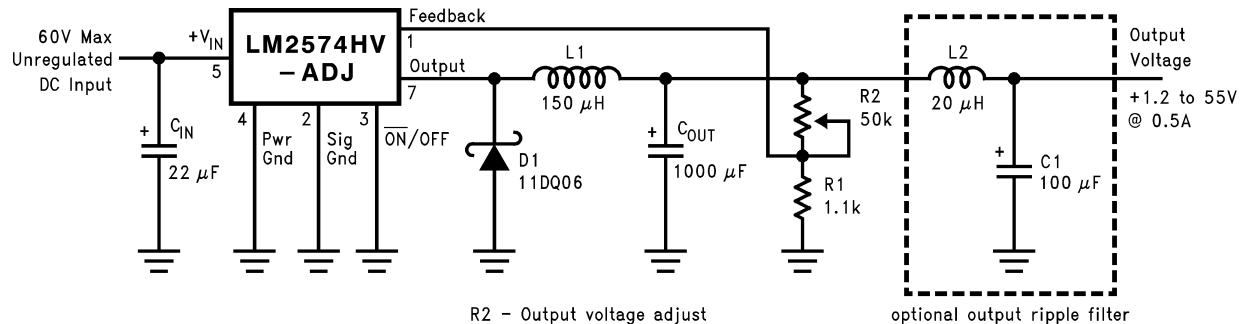 60V Max
Unregulated
DC Input
+VIN
5
LM2574HV
-ADJ
Feedback
1
Output
7
4
Pwr
Gnd
2
Sig
Gnd
3
ON/OFF
+
CIN
22 μF
D1
11DQ06
L1
150 μH
+
COUT
1000 μF
R2
50k
R1
1.1k
L2
20 μH
+
C1
100 μF
Output
Voltage
+1.2 to 55V
@ 0.5A
R2 - Output voltage adjust
optional output ripple filter